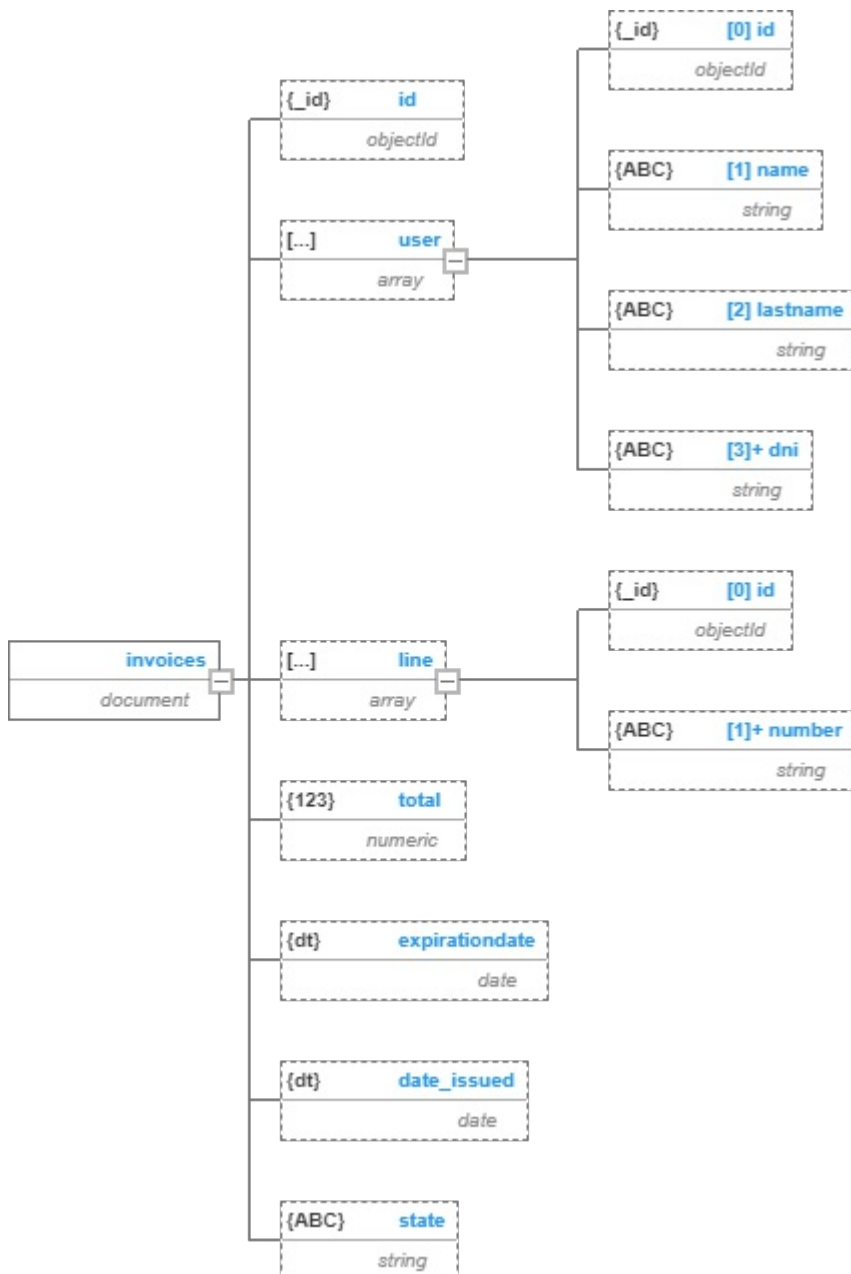 {_id} [0] id
objectId
{_id} id
objectId
{ABC} [1] name
string
[...] user
array
{ABC} [2] lastname
string
{ABC} [3]+ dni
string
{_id} [0] id
objectId
invoices
document
[...] line
array
{ABC} [1]+ number
string
{123} total
numeric
{dt} expirationdate
date
{dt} date_issued
date
{ABC} state
string